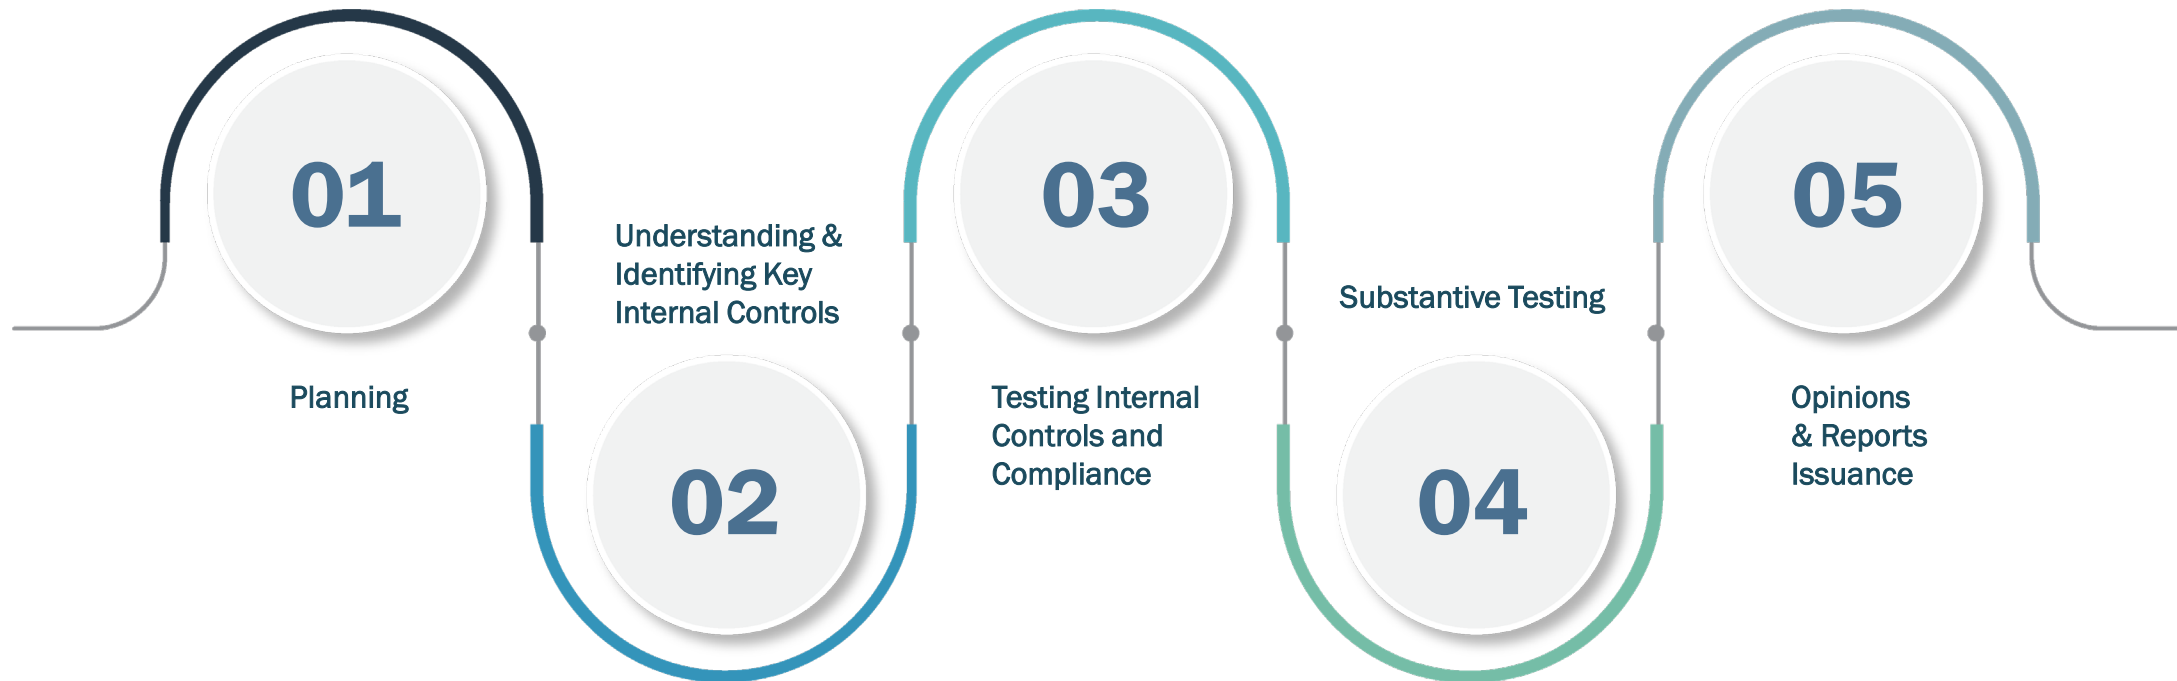 01
Planning
Understanding &
Identifying Key
Internal Controls
02
03
Testing Internal
Controls and
Compliance
Substantive Testing
04
05
Opinions
& Reports
Issuance